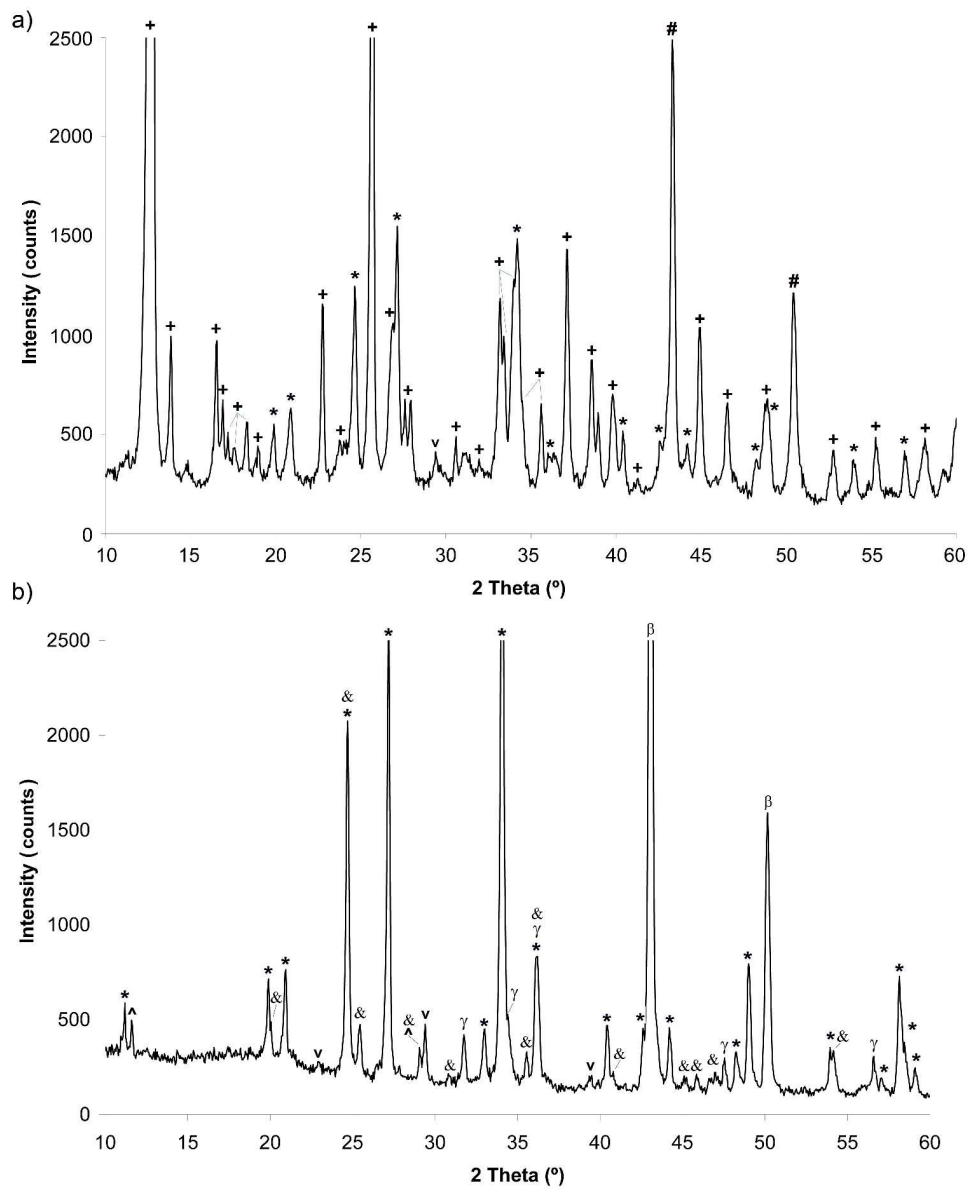 a)
2500
2000
1500
1000
500
0
Intensity (counts)
+ + + + + + * * + + * + + * + v + + + * + * + + + * + * * # + + * + * # + * + * +
10 15 20 25 30 35 40 45 50 55 60
2 Theta (º)
b)
2500
2000
1500
1000
500
0
Intensity (counts)
* ^ * & * v & * & * & ^ v & γ * * γ & & γ * v * & * β * & & & γ * * β * & γ * * * *
10 15 20 25 30 35 40 45 50 55 60
2 Theta (º)